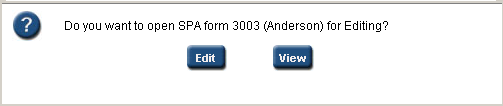 Do you want to open SPA form 3003 (Anderson) for Editing?
Edit View